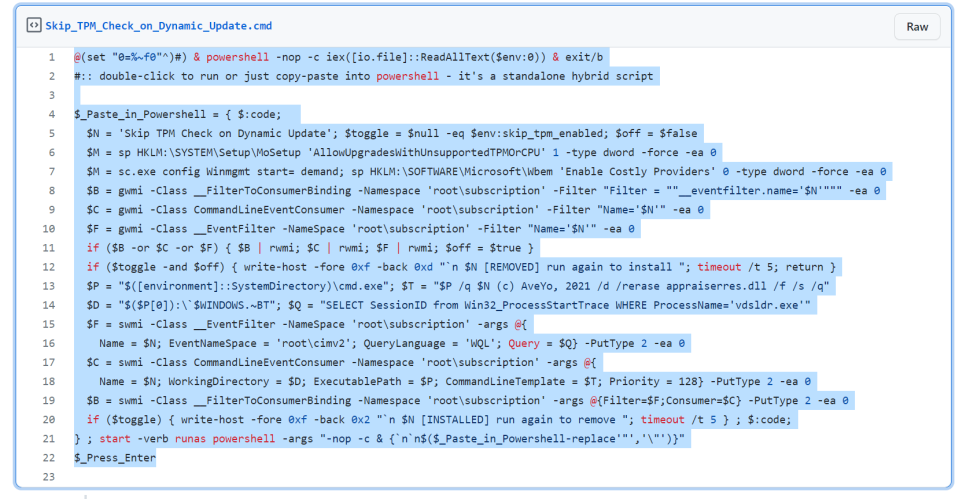 Skip_TPM_Check_on_Dynamic_Update.cmd
Raw
1 @(set "0=%~f0"^)#) & powershell -nop -c iex([io.file]::ReadAllText($env:0)) & exit/b
2 #:: double-click to run or just copy-paste into powershell - it's a standalone hybrid script
3
4 $_Paste_in_Powershell = { $:code;
5 $N = 'Skip TPM Check on Dynamic Update'; $toggle = $null -eq $env:skip_tpm_enabled; $off = $false
6 $M = sp HKLM:\SYSTEM\Setup\MoSetup 'AllowUpgradesWithUnsupportedTPMOrCPU' 1 -type dword -force -ea 0
7 $M = sc.exe config Winmgmt start= demand; sp HKLM:\SOFTWARE\Microsoft\Wbem 'Enable Costly Providers' 0 -type dword -force -ea 0
8 $B = gwmi -Class __FilterToConsumerBinding -Namespace 'root\subscription' -Filter "Filter = ""__eventfilter.name='$N'""" -ea 0
9 $C = gwmi -Class CommandLineEventConsumer -Namespace 'root\subscription' -Filter "Name='$N'" -ea 0
10 $F = gwmi -Class __EventFilter -NameSpace 'root\subscription' -Filter "Name='$N'" -ea 0
11 if ($B -or $C -or $F) { $B | rwmi; $C | rwmi; $F | rwmi; $off = $true }
12 if ($toggle -and $off) { write-host -fore 0xf -back 0xd "`n $N [REMOVED] run again to install "; timeout /t 5; return }
13 $P = "$([environment]::SystemDirectory)\cmd.exe"; $T = "$P /q $N (c) AveYo, 2021 /d /rerase appraiserres.dll /f /s /q"
14 $D = "$($P[0]):\`$WINDOWS.~BT"; $Q = "SELECT SessionID from Win32_ProcessStartTrace WHERE ProcessName='vdsldr.exe'"
15 $F = swmi -Class __EventFilter -NameSpace 'root\subscription' -args @{
16 Name = $N; EventNameSpace = 'root\cimv2'; QueryLanguage = 'WQL'; Query = $Q} -PutType 2 -ea 0
17 $C = swmi -Class CommandLineEventConsumer -Namespace 'root\subscription' -args @{
18 Name = $N; WorkingDirectory = $D; ExecutablePath = $P; CommandLineTemplate = $T; Priority = 128} -PutType 2 -ea 0
19 $B = swmi -Class __FilterToConsumerBinding -Namespace 'root\subscription' -args @{Filter=$F;Consumer=$C} -PutType 2 -ea 0
20 if ($toggle) { write-host -fore 0xf -back 0x2 "`n $N [INSTALLED] run again to remove "; timeout /t 5 } ; $:code;
21 } ; start -verb runas powershell -args "-nop -c & {`n`n$($_Paste_in_Powershell-replace'"','\"')}"
22 $_Press_Enter
23